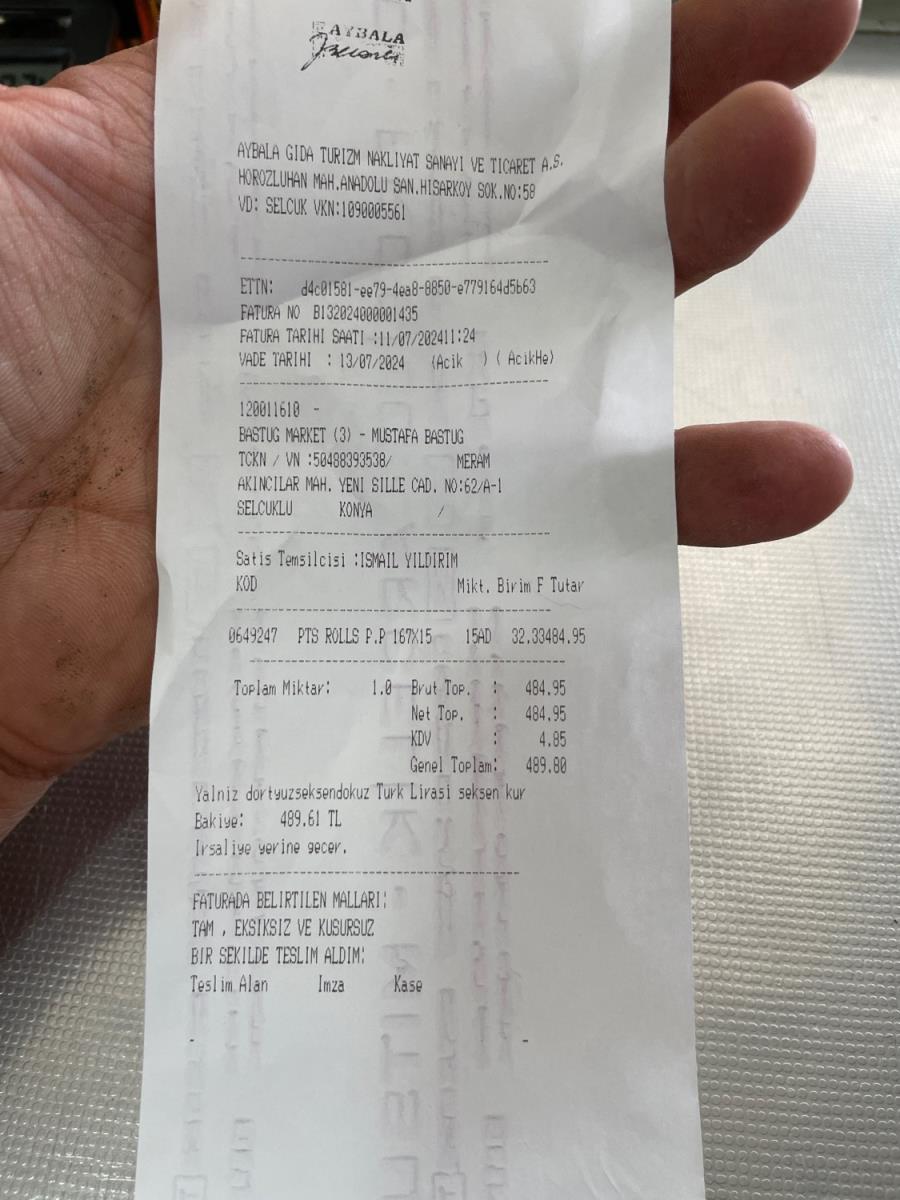 AYBALA
AYBALA GIDA TURIZM NAKLIYAT SANAYI VE TICARET A.S.
HOROZLUHAN MAH.ANADOLU SAN.HISARKOY SOK.NO:58
VD: SELCUK VKN:1090005561
ETTN: d4c01581-ee79-4ea8-8850-e779164d5b63
FATURA NO B132024000001435
FATURA TARIHI SAATI :11/07/202411:24
VADE TARIHI : 13/07/2024 (Acik ) ( AcikHe)
120011610 -
BASTUG MARKET (3) - MUSTAFA BASTUG
TCKN / VN :50488393538/ MERAM
AKINCILAR MAH. YENI SILLE CAD. NO:62/A-1
SELCUKLU KONYA /
Satis Temsilcisi :ISMAIL YILDIRIM
KOD Mikt. Birim F Tutar
0649247 PTS ROLLS P.P 167X15 15AD 32.33484.95
Toplam Miktar: 1.0 Brut Top. : 484.95
Net Top. : 484.95
KDV : 4.85
Genel Toplam: 489.80
Yalniz dortyuzseksendokuz Turk Lirasi seksen kur
Bakiye: 489.61 TL
Irsaliye yerine gecer.
FATURADA BELIRTILEN MALLARI;
TAM , EKSIKSIZ VE KUSURSUZ
BIR SEKILDE TESLIM ALDIM:
Teslim Alan Imza Kase